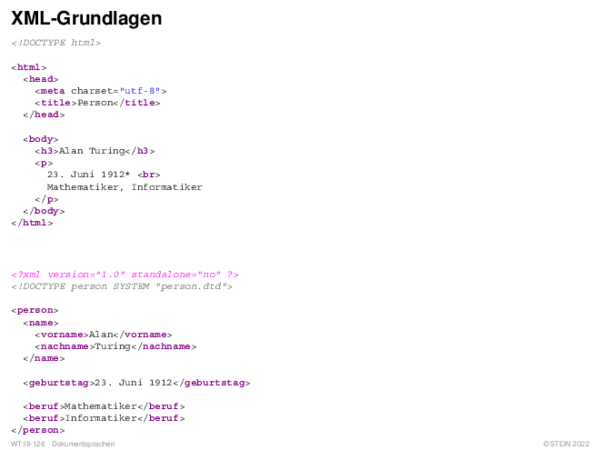 XML-Grundlagen
<!DOCTYPE html>
<html>
<head>
<meta charset="utf-8">
<title>Person</title>
</head>
<body>
<h3>Alan Turing</h3>
<p>
23. Juni 1912* <br>
Mathematiker, Informatiker
</p>
</body>
</html>
<?xml version="1.0" standalone="no" ?>
<!DOCTYPE person SYSTEM "person.dtd">
<person>
<name>
<vorname>Alan</vorname>
<nachname>Turing</nachname>
</name>
<geburtstag>23. Juni 1912</geburtstag>
<beruf>Mathematiker</beruf>
<beruf>Informatiker</beruf>
</person>
WT:III-126 Dokumentsprachen ©STEIN 2022